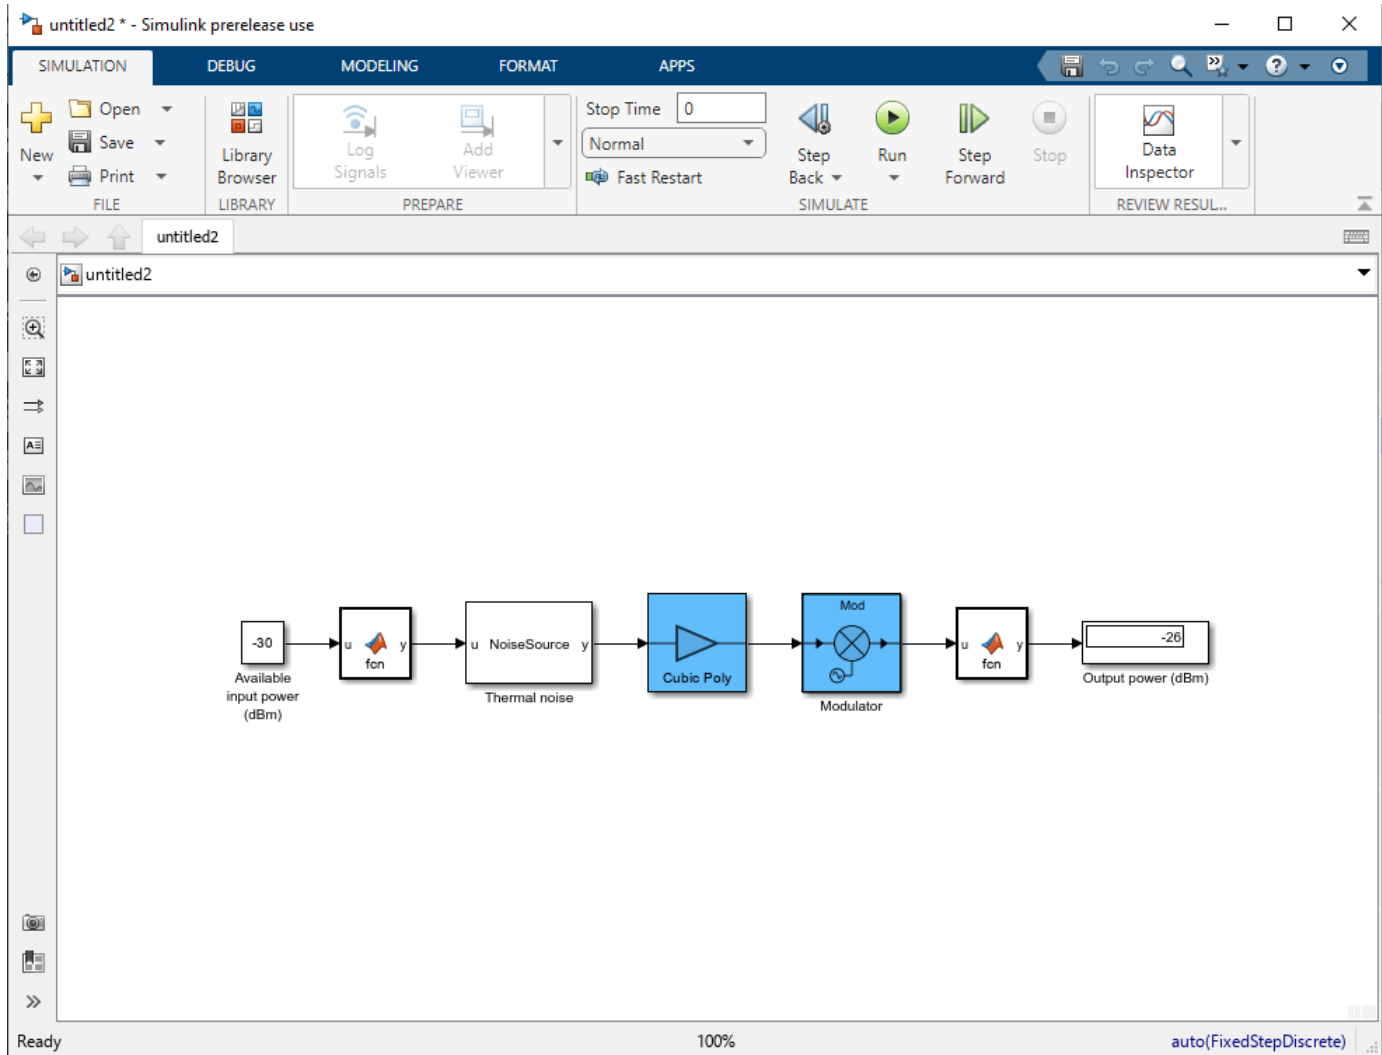 untitled2 * - Simulink prerelease use
SIMULATION DEBUG MODELING FORMAT APPS
New
Open
Save
Print
FILE
Library
Browser
LIBRARY
Log
Signals
Add
Viewer
PREPARE
Stop Time 0
Normal
Fast Restart
Step
Back
Run
Step
Forward
Stop
SIMULATE
Data
Inspector
REVIEW RESUL...
untitled2
untitled2
-30
Available
input power
(dBm)
u y
fcn
u NoiseSource y
Thermal noise
Cubic Poly
Mod
Modulator
u y
fcn
-26
Output power (dBm)
Ready 100% auto(FixedStepDiscrete)